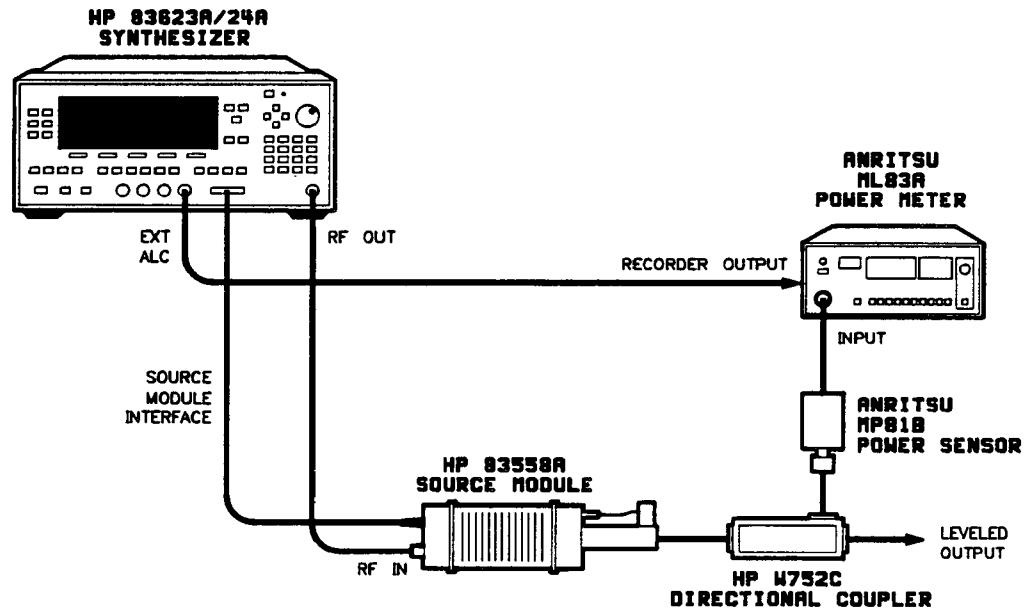 HP 83623A/24A
SYNTHESIZER
ANRITSU
ML83A
POWER METER
EXT
ALC
RF OUT
RECORDER OUTPUT
INPUT
SOURCE
MODULE
INTERFACE
ANRITSU
MP81B
POWER SENSOR
HP 83558A
SOURCE MODULE
RF IN
LEVELED
OUTPUT
HP W752C
DIRECTIONAL COUPLER